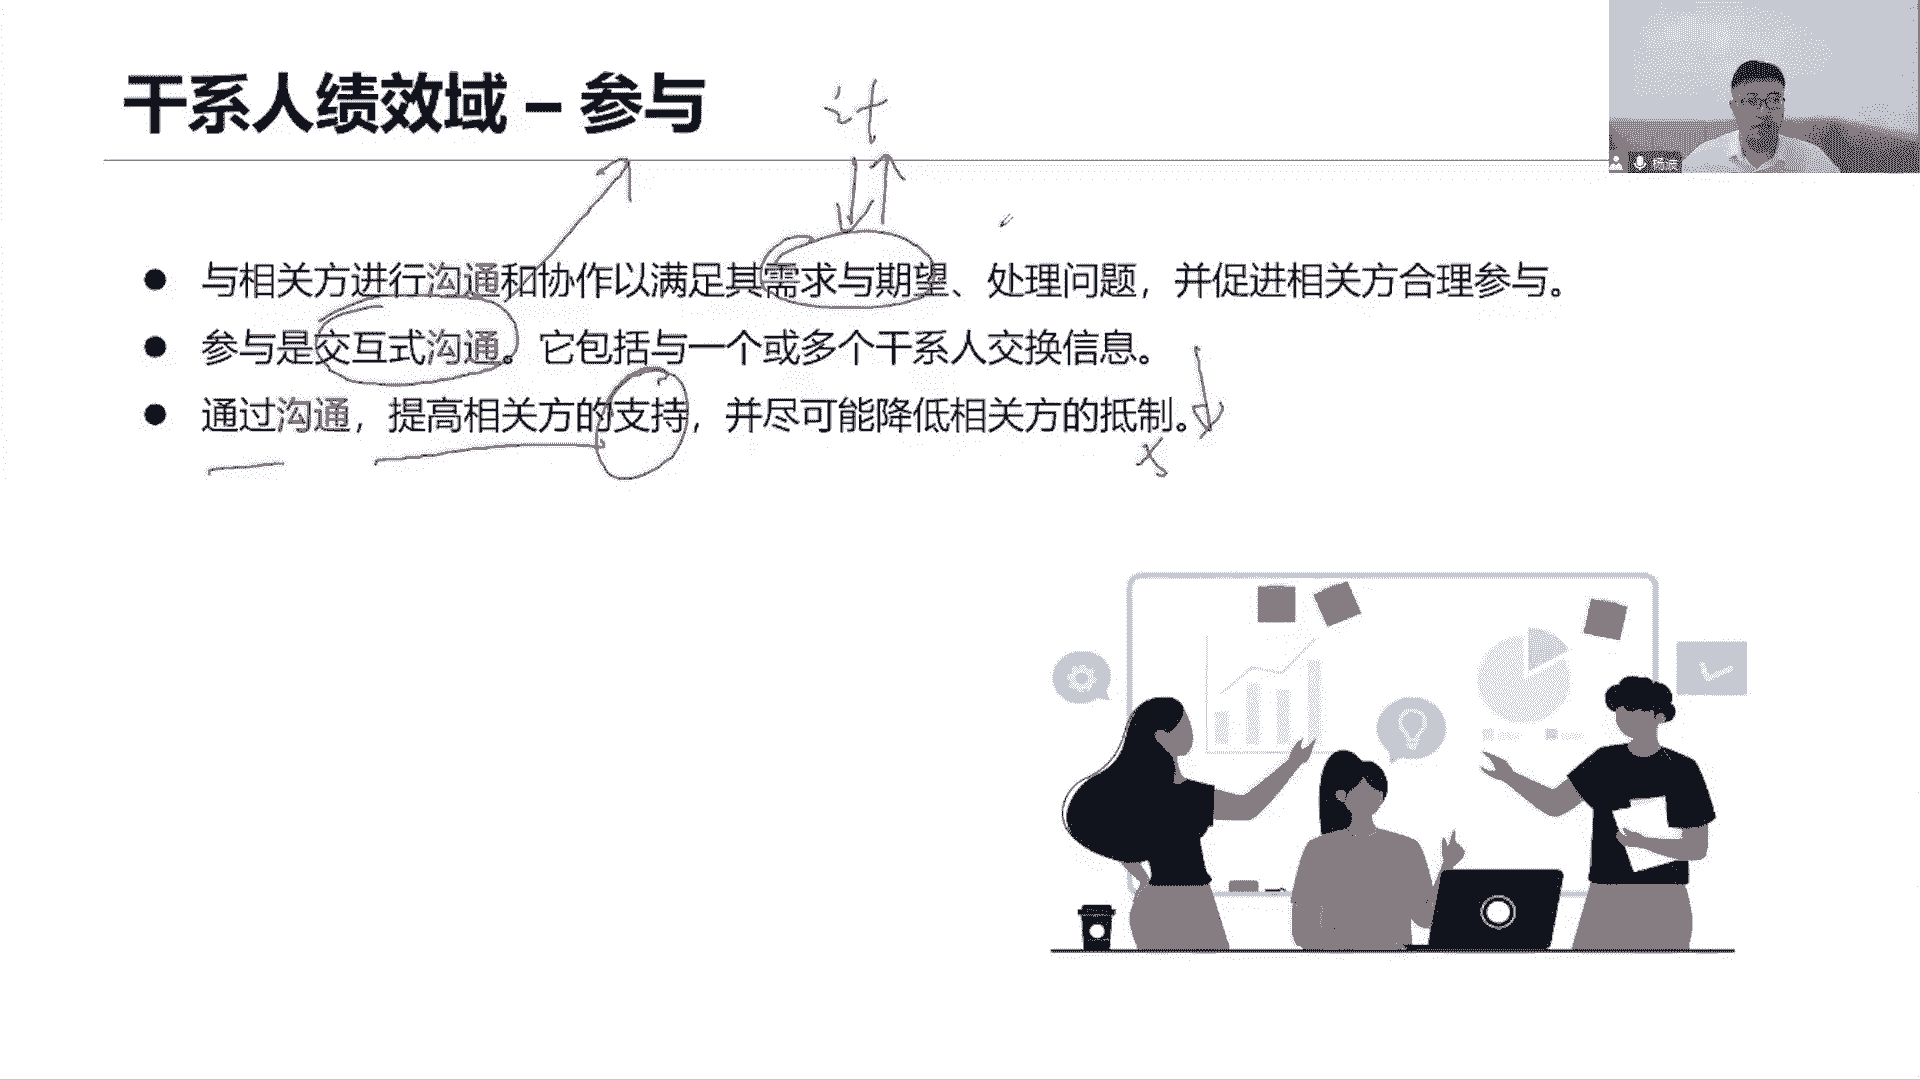 干系人绩效域 – 参与
计
杨波
● 与相关方进行沟通和协作以满足其需求与期望、处理问题，并促进相关方合理参与。
● 参与是交互式沟通。它包括与一个或多个干系人交换信息。
● 通过沟通，提高相关方的支持，并尽可能降低相关方的抵制。
x